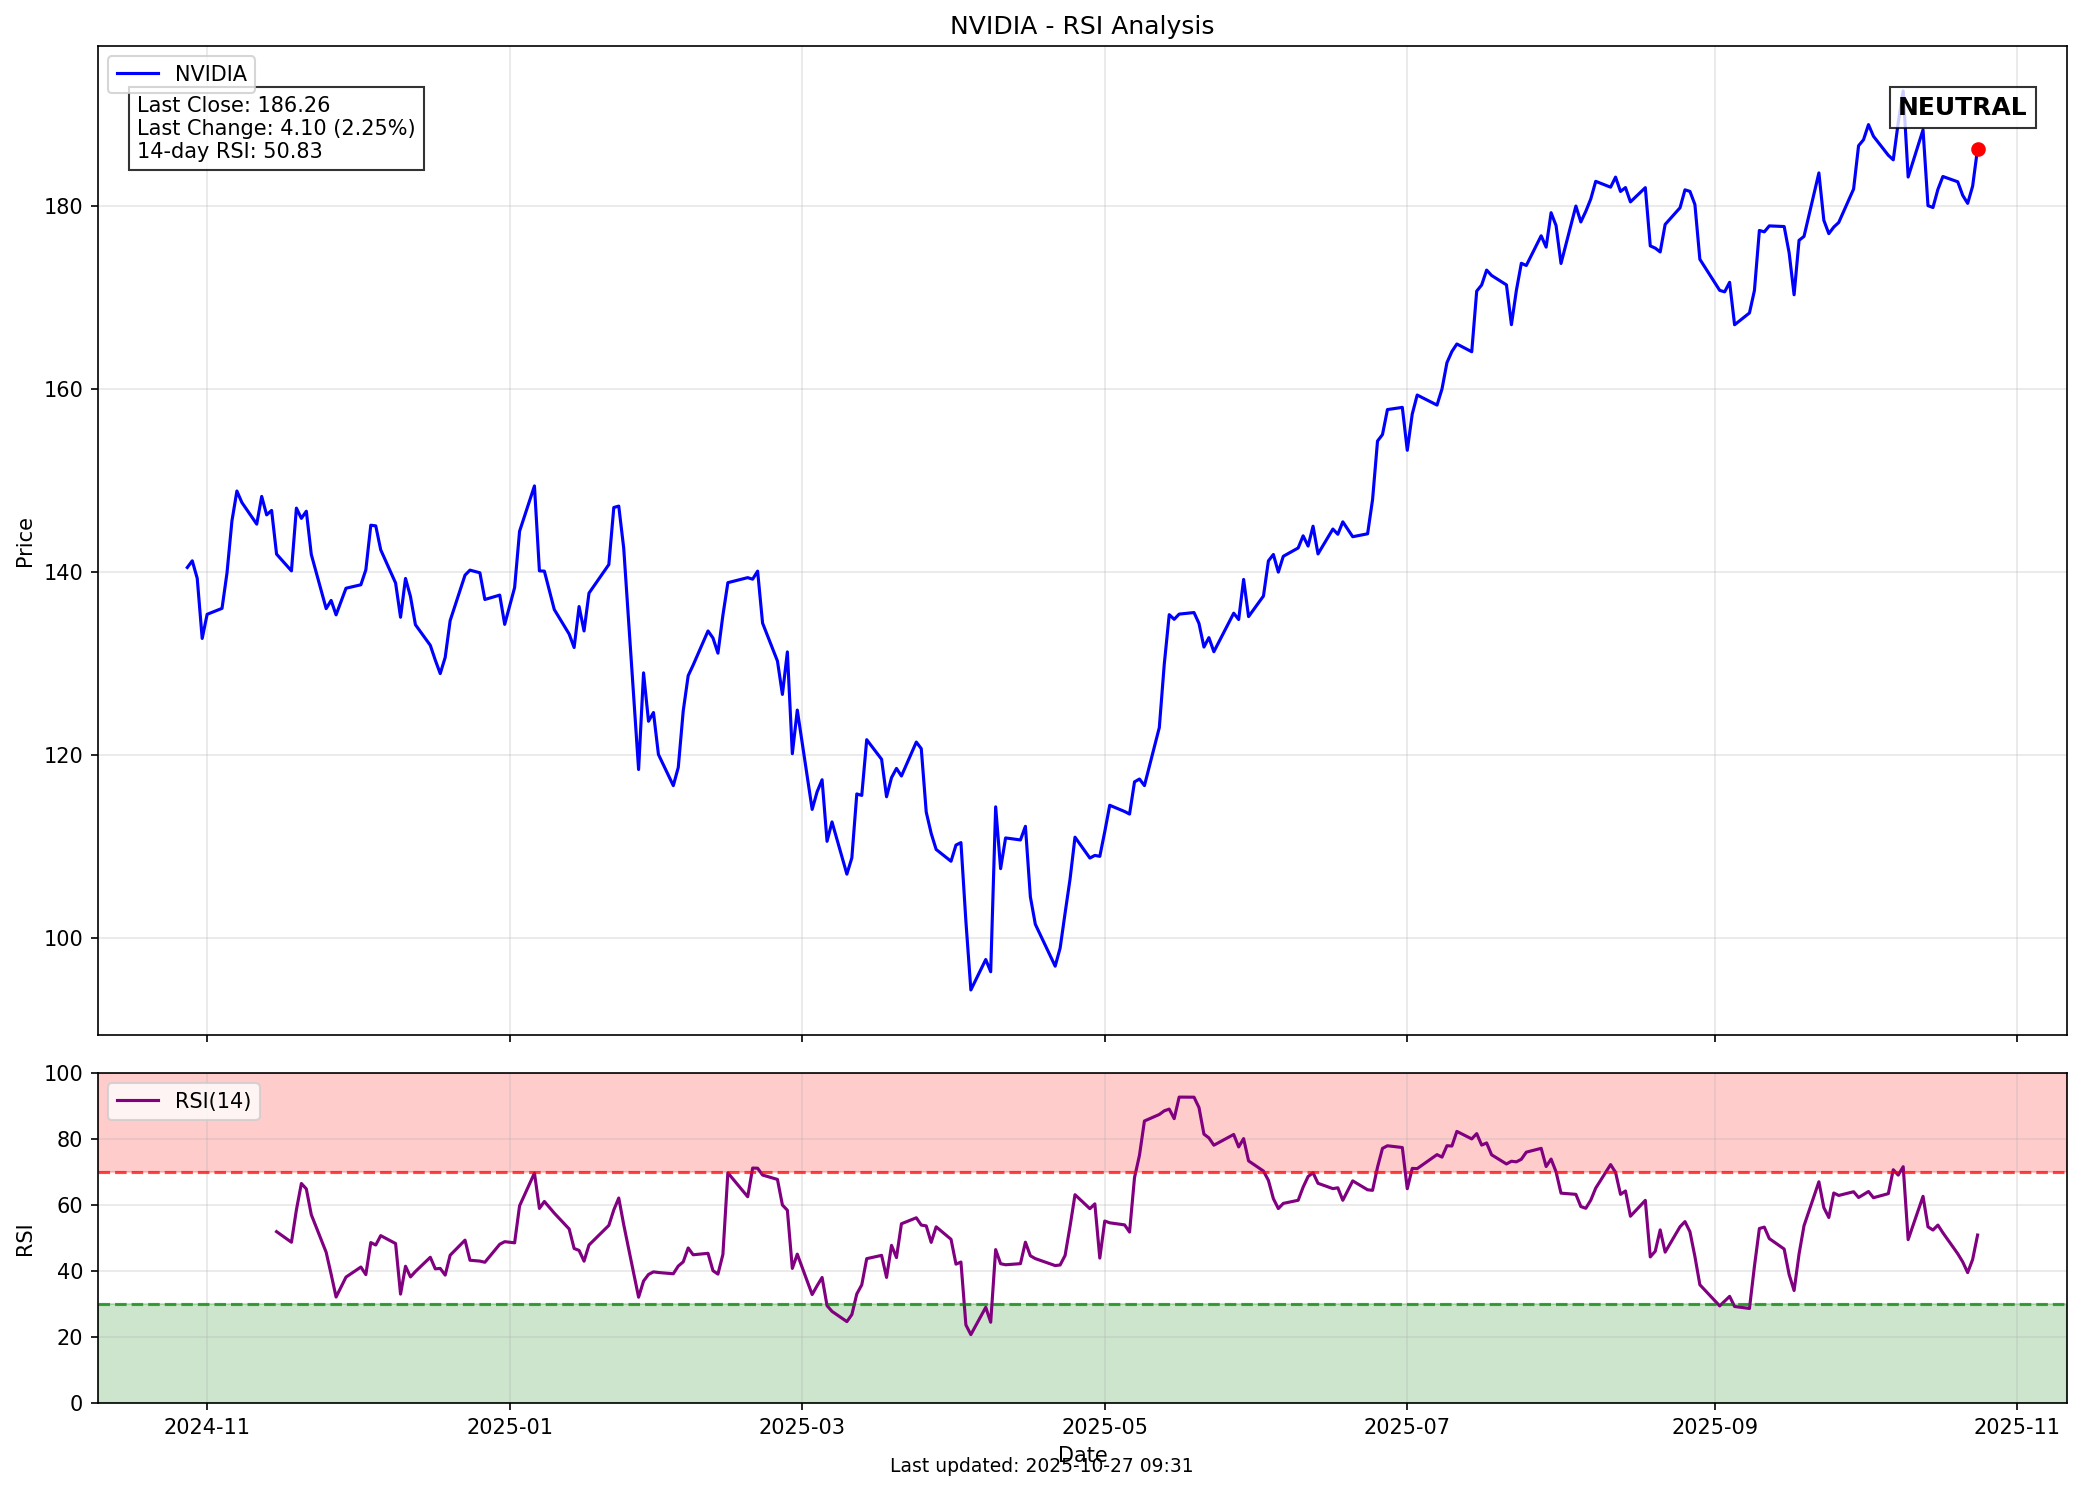 NVIDIA - RSI Analysis
NVIDIA
Last Close: 186.26
Last Change: 4.10 (2.25%)
14-day RSI: 50.83
NEUTRAL
Price
180
160
140
120
100
RSI(14)
RSI
100
80
60
40
20
0
2024-11
2025-01
2025-03
2025-05
2025-07
2025-09
2025-11
Date
Last updated: 2025-10-27 09:31